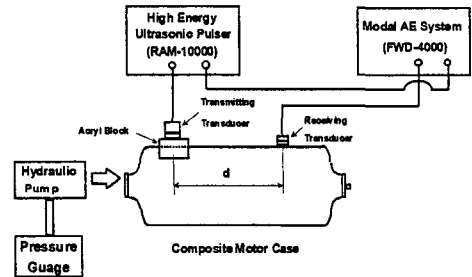 High Energy
Ultrasonic Pulser
(RAM-10000)
Modal AE System
(FWD-4000)
Transmitting
Transducer
Receiving
Transducer
Acryl Block
d
Hydraulic
Pump
Pressure
Guage
Composite Motor Case